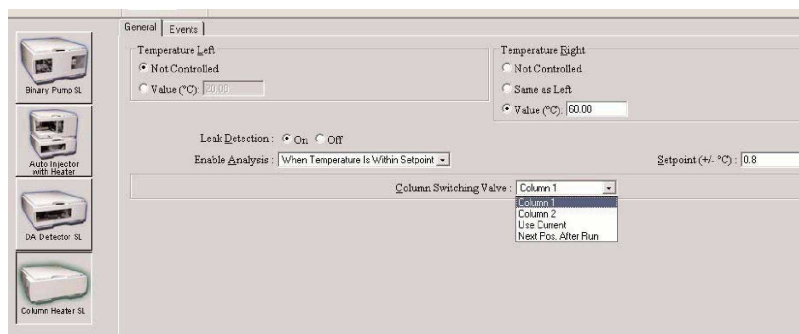 General
Events
Binary Pump SL
Auto Injector
with Heater
DA Detector SL
Column Heater SL
Temperature Left
Not Controlled
Value (°C): 20.00
Temperature Right
Not Controlled
Same as Left
Value (°C): 60.00
Leak Detection : On Off
Enable Analysis : When Temperature Is Within Setpoint
Setpoint (+/- °C) : 0.8
Column Switching Valve : Column 1
Column 1
Column 2
Use Current
Next Pos. After Run